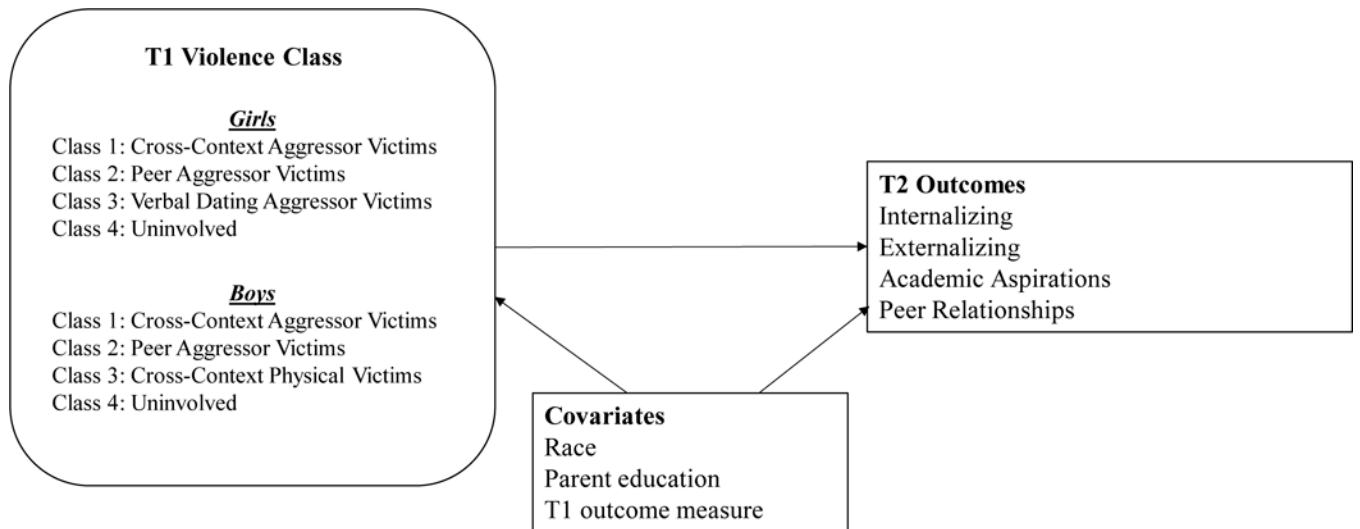 T1 Violence Class
Girls
Class 1: Cross-Context Aggressor Victims
Class 2: Peer Aggressor Victims
Class 3: Verbal Dating Aggressor Victims
Class 4: Uninvolved
Boys
Class 1: Cross-Context Aggressor Victims
Class 2: Peer Aggressor Victims
Class 3: Cross-Context Physical Victims
Class 4: Uninvolved
T2 Outcomes
Internalizing
Externalizing
Academic Aspirations
Peer Relationships
Covariates
Race
Parent education
T1 outcome measure